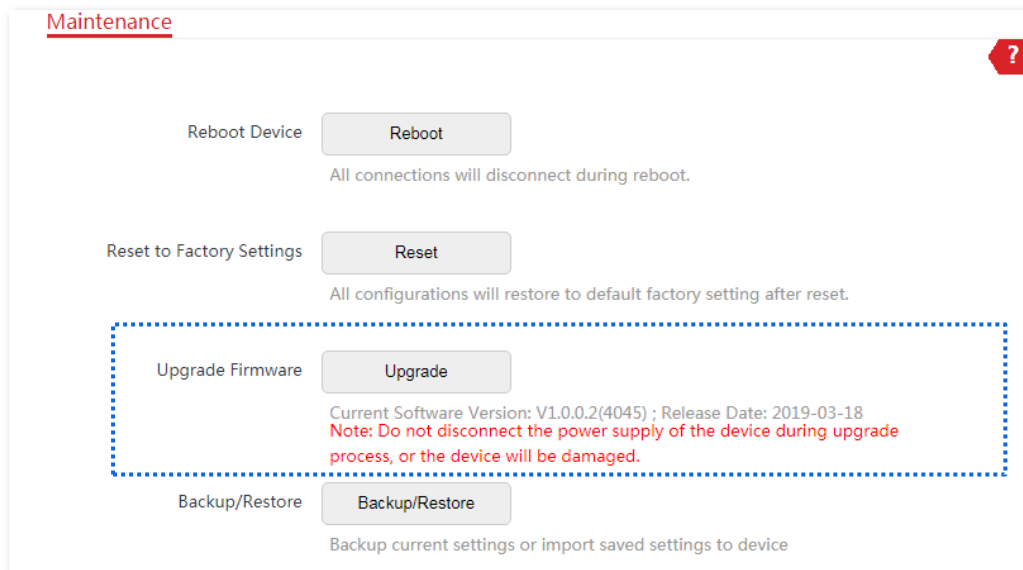 Maintenance
?
Reboot Device Reboot
All connections will disconnect during reboot.
Reset to Factory Settings Reset
All configurations will restore to default factory setting after reset.
Upgrade Firmware Upgrade
Current Software Version: V1.0.0.2(4045) ; Release Date: 2019-03-18
Note: Do not disconnect the power supply of the device during upgrade
process, or the device will be damaged.
Backup/Restore Backup/Restore
Backup current settings or import saved settings to device